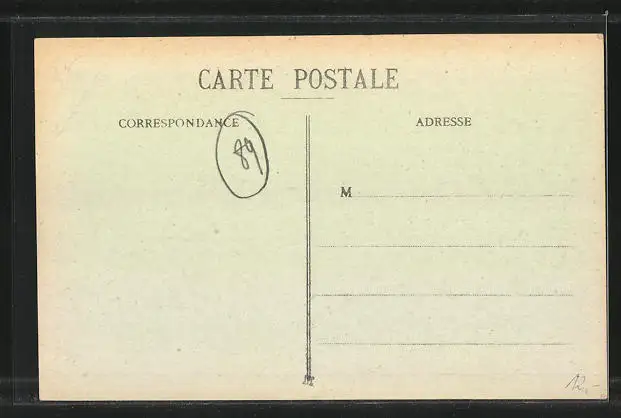 CARTE POSTALE
CORRESPONDANCE
ADRESSE
89
M
12,-